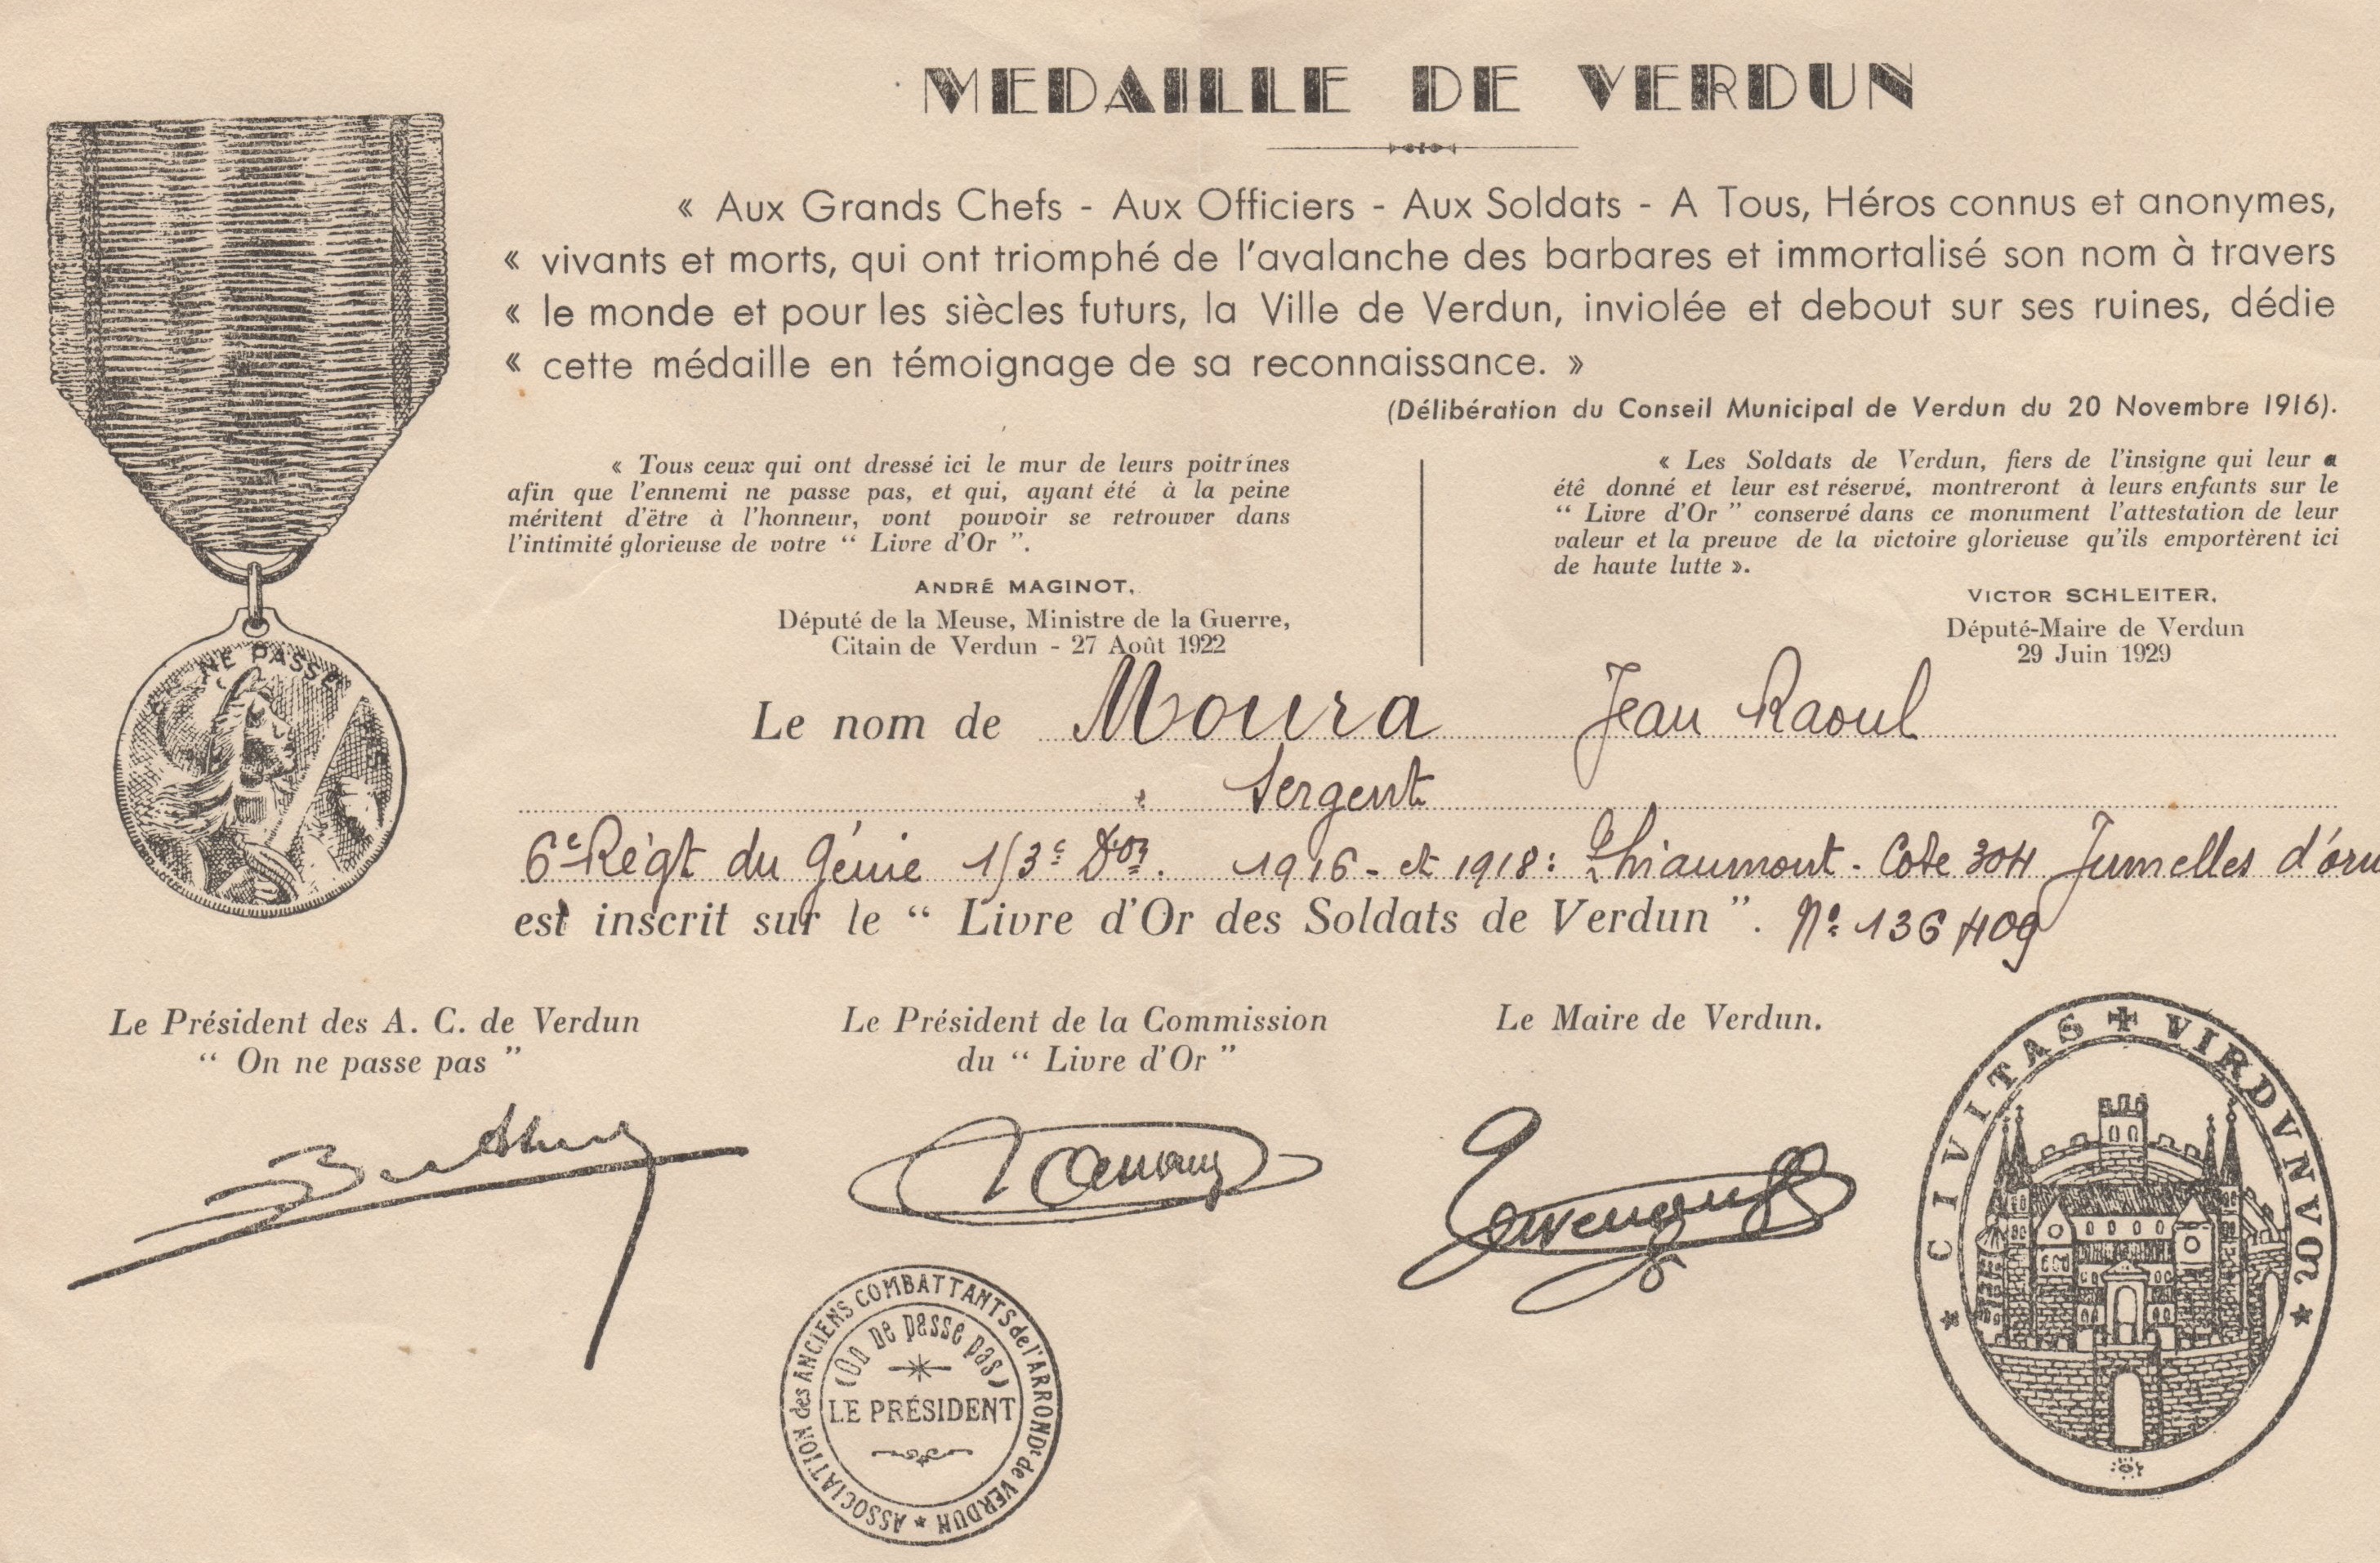 MEDAILLE DE VERDUN
« Aux Grands Chefs - Aux Officiers - Aux Soldats - A Tous, Héros connus et anonymes,
« vivants et morts, qui ont triomphé de l'avalanche des barbares et immortalisé son nom à travers
« le monde et pour les siècles futurs, la Ville de Verdun, inviolée et debout sur ses ruines, dédie
« cette médaille en témoignage de sa reconnaissance. »
(Délibération du Conseil Municipal de Verdun du 20 Novembre 1916).
« Tous ceux qui ont dressé ici le mur de leurs poitrines
afin que l'ennemi ne passe pas, et qui, ayant été à la peine
méritent d'être à l'honneur, vont pouvoir se retrouver dans
l'intimité glorieuse de votre “ Livre d'Or ”.
ANDRÉ MAGINOT,
Député de la Meuse, Ministre de la Guerre,
Citain de Verdun - 27 Août 1922
« Les Soldats de Verdun, fiers de l'insigne qui leur a
été donné et leur est réservé, montreront à leurs enfants sur le
“ Livre d'Or ” conservé dans ce monument l'attestation de leur
valeur et la preuve de la victoire glorieuse qu'ils emportèrent ici
de haute lutte ».
VICTOR SCHLEITER,
Député-Maire de Verdun
29 Juin 1929
NE PASSE
Le nom de Moura Jean Raoul
Sergent
6e Régt du Génie 1/3e Don. 1916 - et 1918 : Thiaumont - Cote 304 Jumelles d'orn
est inscrit sur le “ Livre d'Or des Soldats de Verdun ”. No 136409
Le Président des A. C. de Verdun
“ On ne passe pas ”
Le Président de la Commission
du “ Livre d'Or ”
Le Maire de Verdun.
CIVITAS + VIRDVNVM
ASSOCIATION des ANCIENS COMBATTANTS de l'ARRONDt de VERDUN
(On ne passe pas)
LE PRÉSIDENT